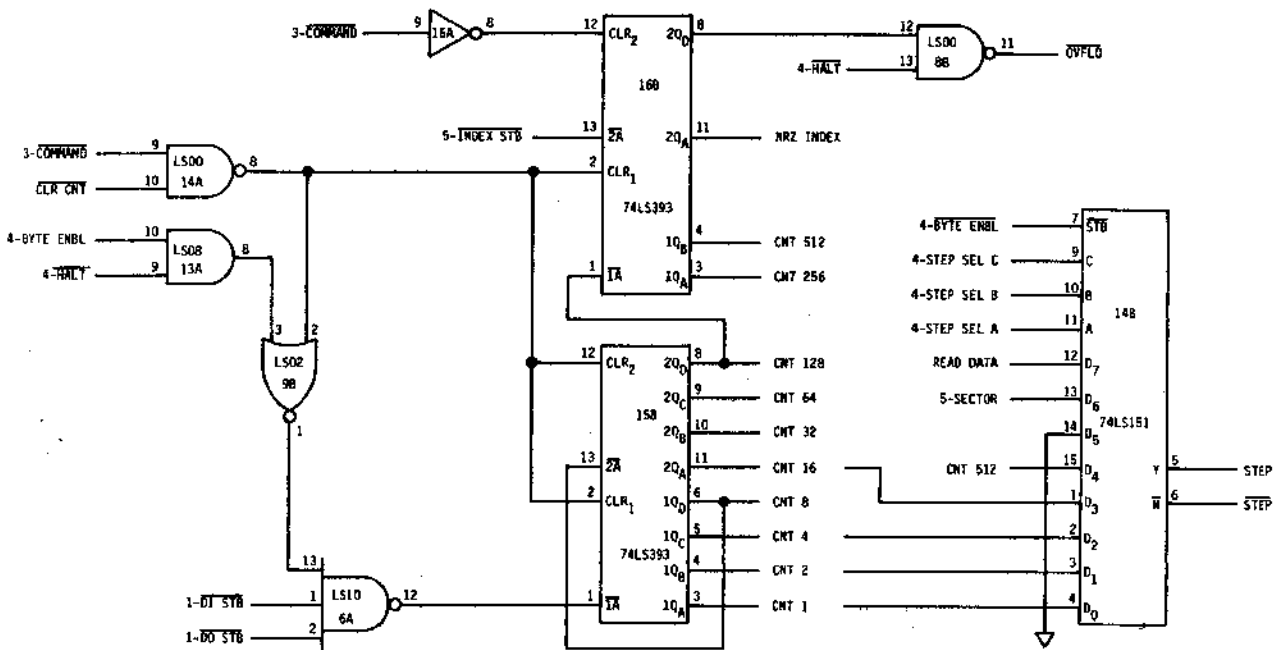 3-COMMAND 9 16A 8 12 CLR2 2QD 8 12 LS00 8B 11 OVFLO
4-HALT 13
16B
5-INDEX STB 13 2A 2QA 11 NRZ INDEX
3-COMMAND 9 LS00 14A 8 2 CLR1
CLR CNT 10
74LS393
4-BYTE ENBL 10 LS08 13A 8
4-HALT 9
1QB 4 CNT 512
1 1A 1QA 3 CNT 256
4-BYTE ENBL 7 STB
4-STEP SEL C 9 C
4-STEP SEL B 10 B
14B
4-STEP SEL A 11 A
3 2
LS02
9B
1
12 CLR2 2QD 8 CNT 128
READ DATA 12 D7
15B
2QC 9 CNT 64
5-SECTOR 13 D6
74LS151
2QB 10 CNT 32
14 D5
13 2A 2QA 11 CNT 16
CNT 512 15 D4
Y 5 STEP
2 CLR1 1QD 6 CNT 8
1 D3
W 6 STEP
1QC 5 CNT 4
2 D2
74LS393
1QB 4 CNT 2
3 D1
13
1-DI STB 1 LS10 6A 12 1 1A 1QA 3 CNT 1
4 D0
1-DO STB 2